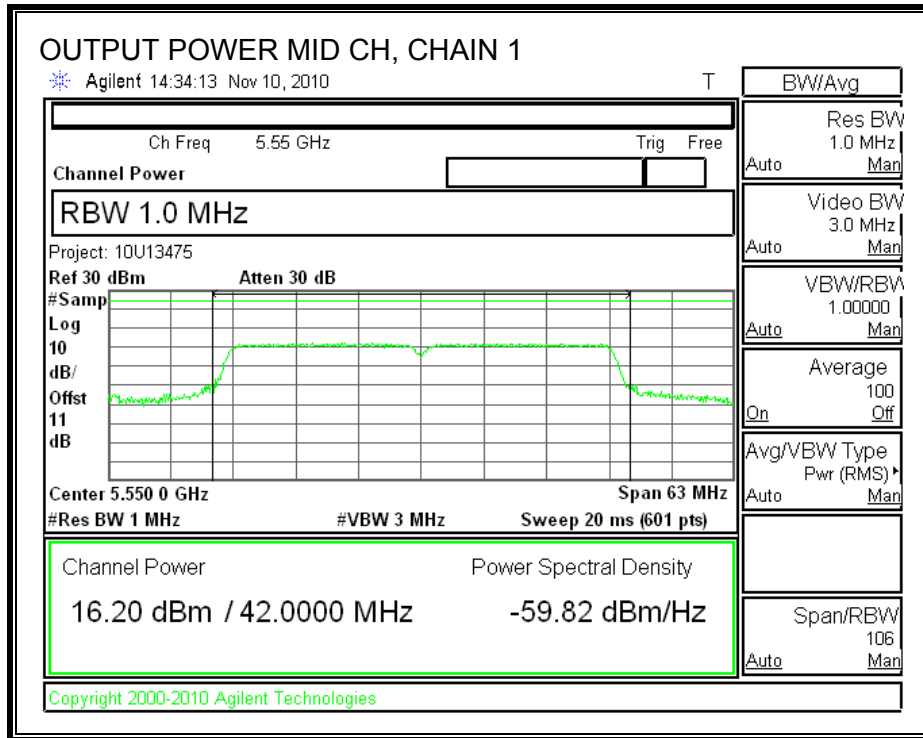 OUTPUT POWER MID CH, CHAIN 1
Agilent 14:34:13 Nov 10, 2010 T
Ch Freq 5.55 GHz Trig Free
Channel Power
RBW 1.0 MHz
Project: 10U13475
Ref 30 dBm Atten 30 dB
#Samp
Log
10
dB/
Offst
11
dB
Center 5.550 0 GHz Span 63 MHz
#Res BW 1 MHz #VBW 3 MHz Sweep 20 ms (601 pts)
Channel Power Power Spectral Density
16.20 dBm / 42.0000 MHz -59.82 dBm/Hz
Copyright 2000-2010 Agilent Technologies
BW/Avg
Res BW
1.0 MHz
Auto Man
Video BW
3.0 MHz
Auto Man
VBW/RBW
1.00000
Auto Man
Average
100
On Off
Avg/VBW Type
Pwr (RMS)
Auto Man
Span/RBW
106
Auto Man